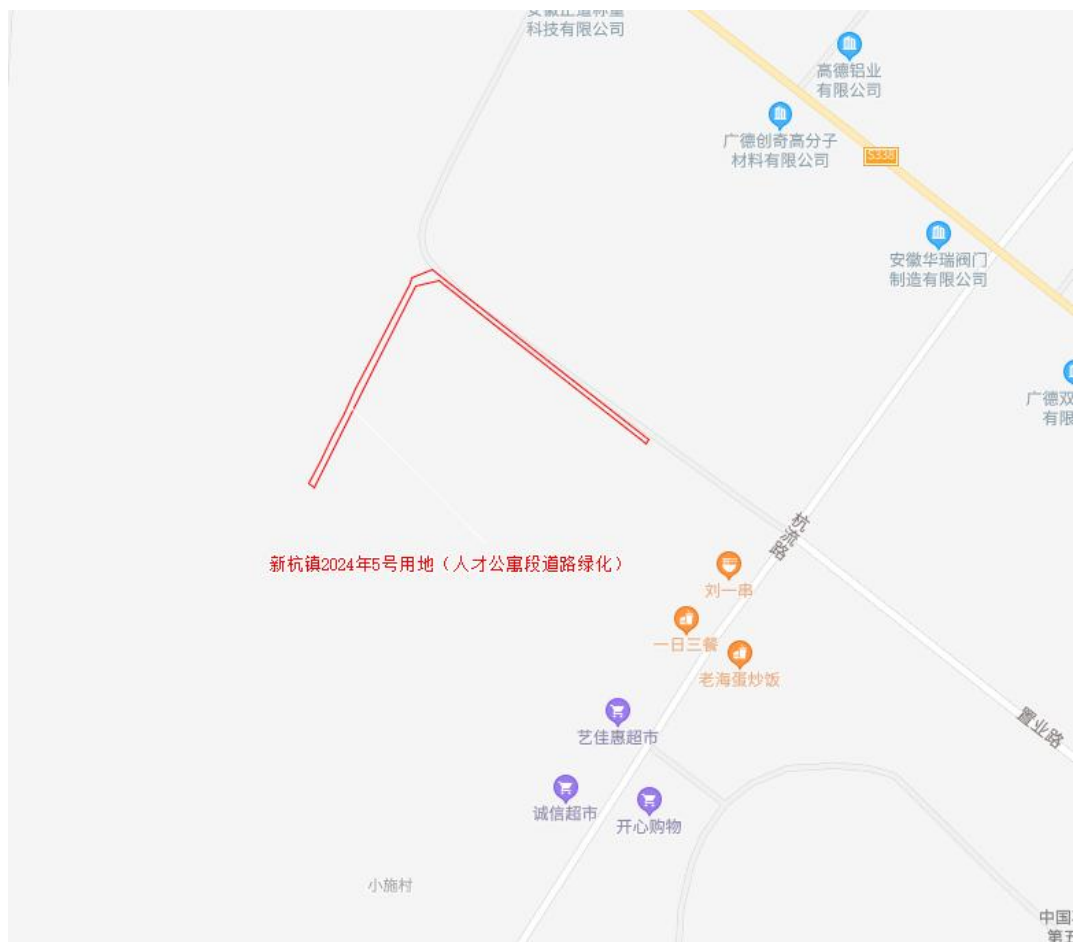 科技有限公司
高德铝业
有限公司
广德创奇高分子
材料有限公司
S338
安徽华瑞阀门
制造有限公司
广德双
有限
杭流路
新杭镇2024年5号用地（人才公寓段道路绿化）
刘一串
一日三餐
老海蛋炒饭
艺佳惠超市
置业路
诚信超市
开心购物
小施村
中国
第五